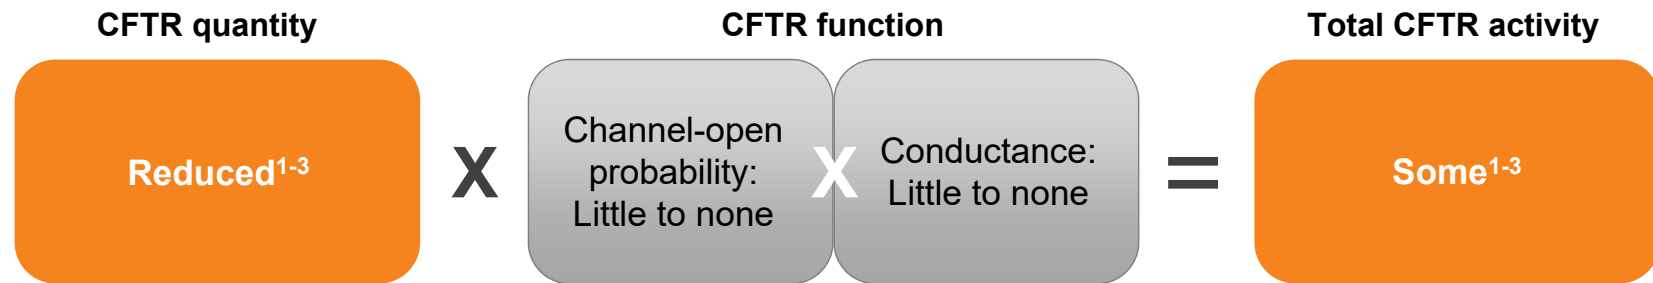 CFTR quantity
CFTR function
Total CFTR activity
Reduced1-3
X
Channel-open
probability:
Little to none
X
Conductance:
Little to none
=
Some1-3